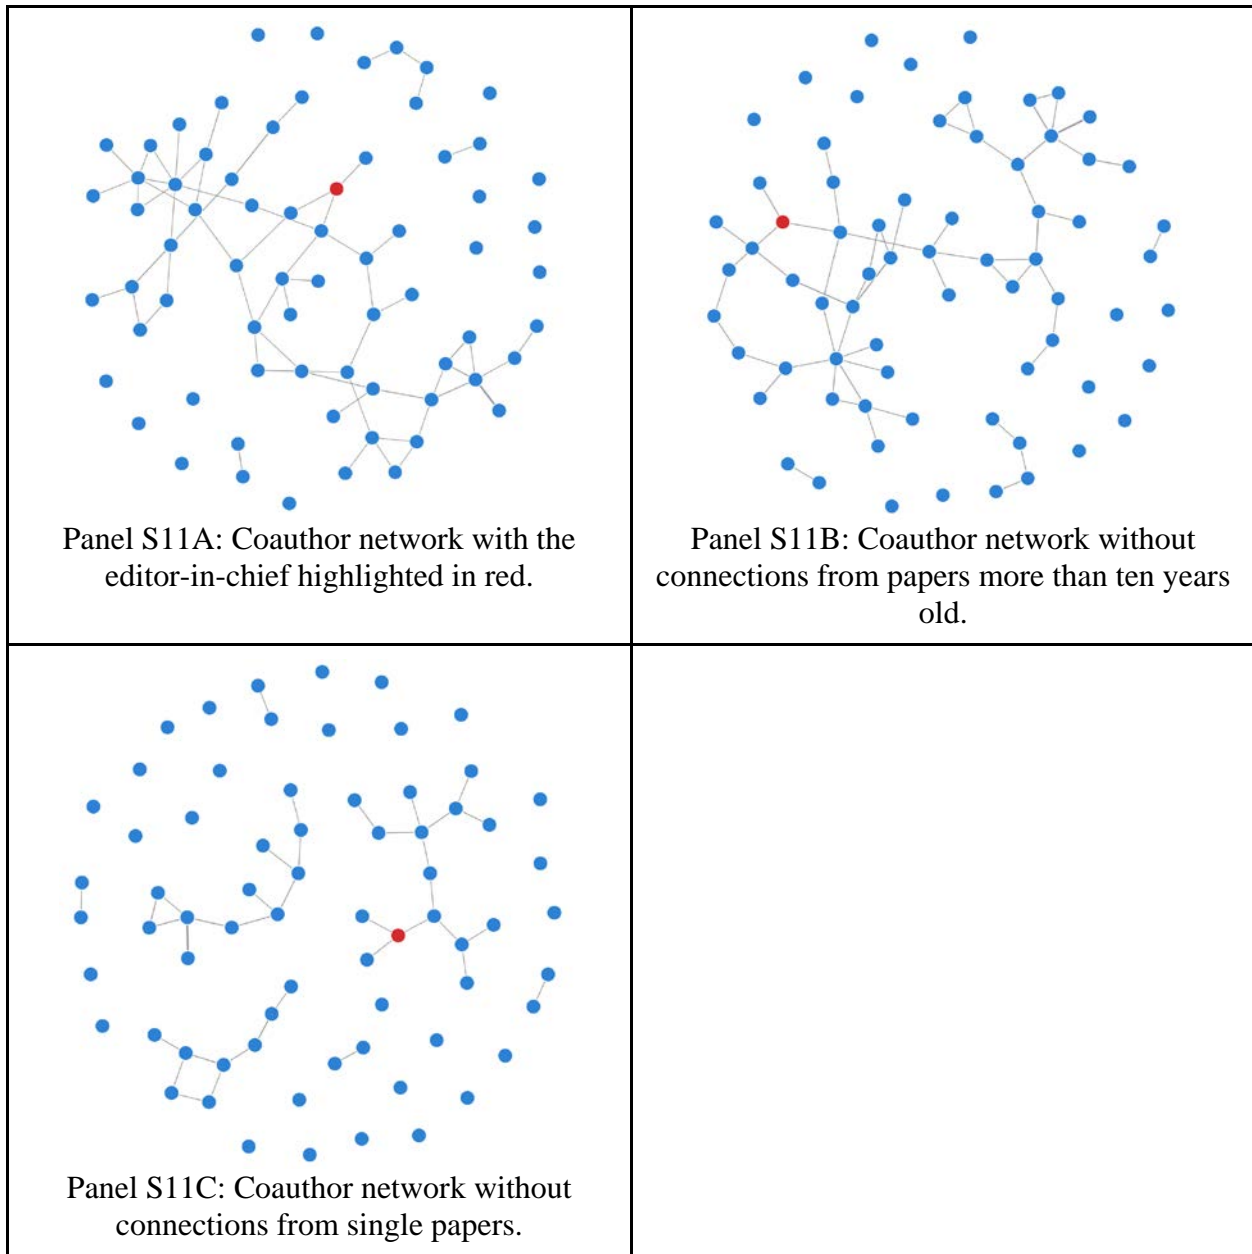 Panel S11A: Coauthor network with the
editor-in-chief highlighted in red.
Panel S11B: Coauthor network without
connections from papers more than ten years
old.
Panel S11C: Coauthor network without
connections from single papers.